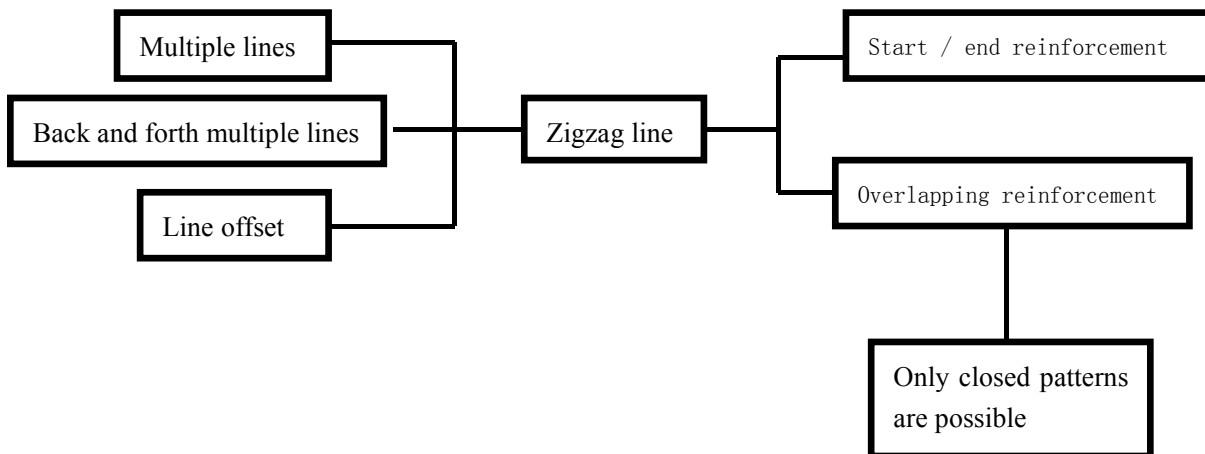 Multiple lines
Back and forth multiple lines
Line offset
Zigzag line
Start / end reinforcement
Overlapping reinforcement
Only closed patterns
are possible